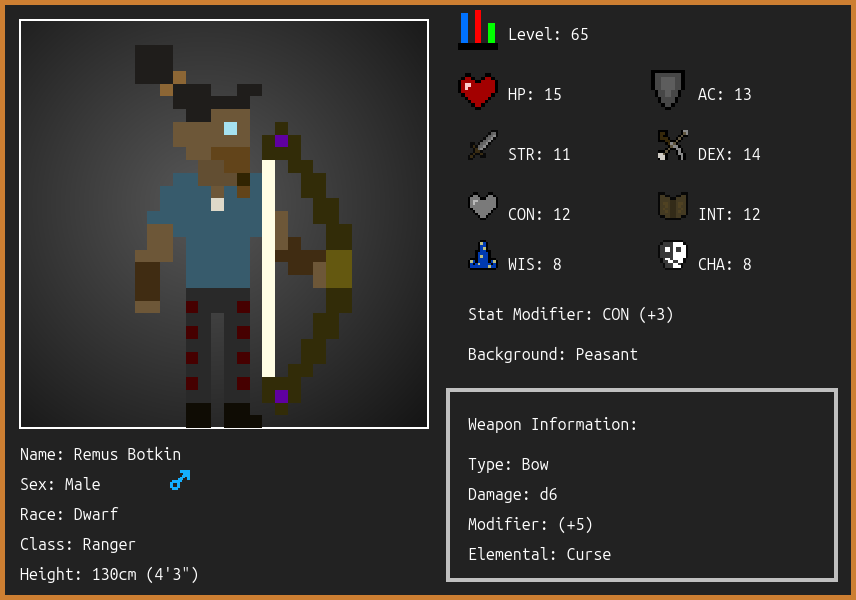 Level: 65
HP: 15
AC: 13
STR: 11
DEX: 14
CON: 12
INT: 12
WIS: 8
CHA: 8
Stat Modifier: CON (+3)
Background: Peasant
Weapon Information:
Type: Bow
Damage: d6
Modifier: (+5)
Elemental: Curse
Name: Remus Botkin
Sex: Male
Race: Dwarf
Class: Ranger
Height: 130cm (4'3")